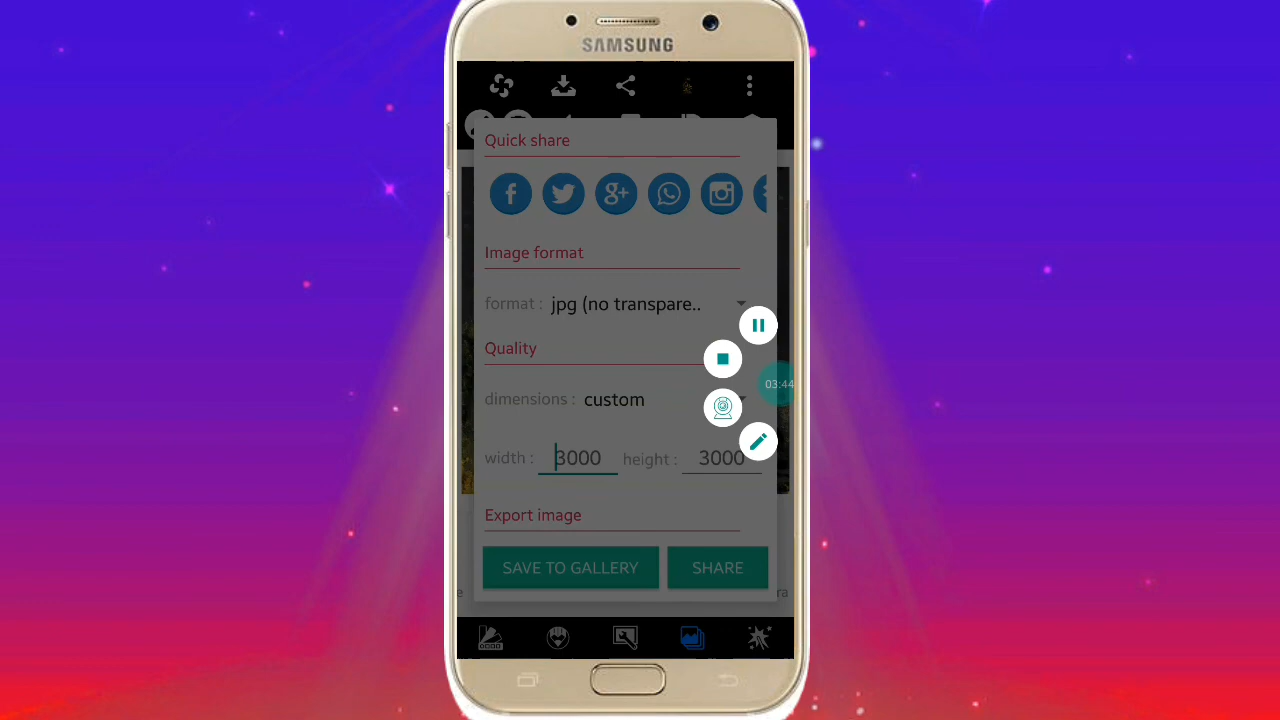 SAMSUNG
Quick share
Image format
format : jpg (no transpare..
Quality
03:44
dimensions : custom
width : 3000 height : 3000
Export image
SAVE TO GALLERY SHARE
e ra